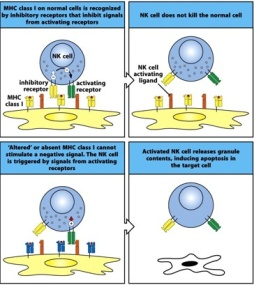 MHC class I on normal cells is recognized
by inhibitory receptors that inhibit signals
from activating receptors
NK cell does not kill the normal cell
NK cell
inhibitory
receptor
activating
receptor
MHC
class I
NK cell
activating
ligand
'Altered' or absent MHC class I cannot
stimulate a negative signal. The NK cell
is triggered by signals from activating
receptors
Activated NK cell releases granule
contents, inducing apoptosis in
the target cell